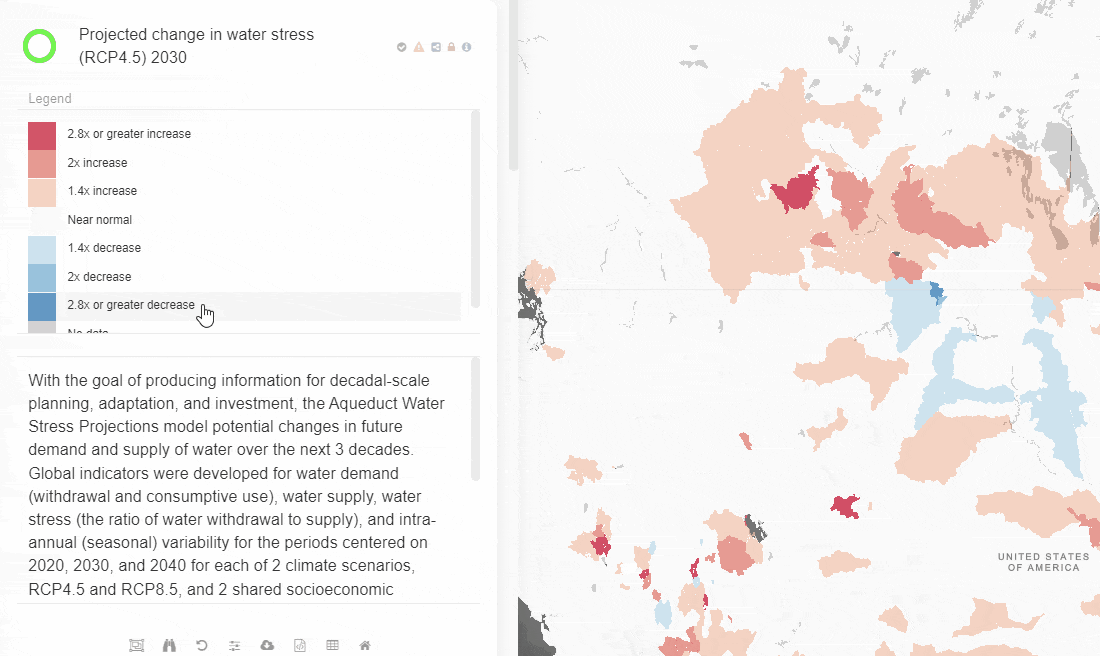 Projected change in water stress
(RCP4.5) 2030
Legend
2.8x or greater increase
2x increase
1.4x increase
Near normal
1.4x decrease
2x decrease
2.8x or greater decrease
No data
With the goal of producing information for decadal-scale
planning, adaptation, and investment, the Aqueduct Water
Stress Projections model potential changes in future
demand and supply of water over the next 3 decades.
Global indicators were developed for water demand
(withdrawal and consumptive use), water supply, water
stress (the ratio of water withdrawal to supply), and intra-
annual (seasonal) variability for the periods centered on
2020, 2030, and 2040 for each of 2 climate scenarios,
RCP4.5 and RCP8.5, and 2 shared socioeconomic
UNITED STATES
OF AMERICA